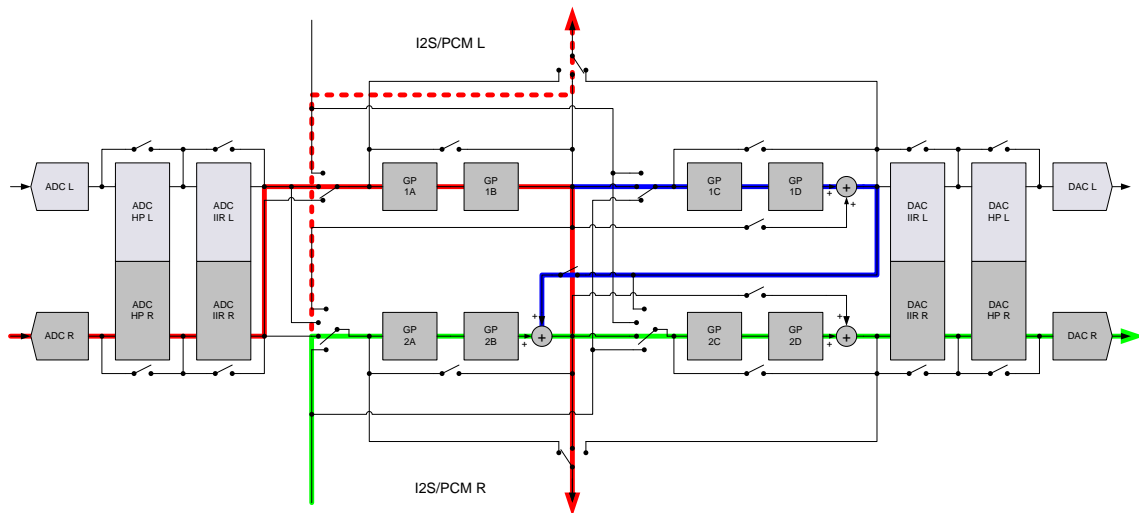 I2S/PCM L
ADC L
ADC
HP L
ADC
IIR L
GP
1A
GP
1B
GP
1C
GP
1D
+
+
+
DAC
IIR L
DAC
HP L
DAC L
ADC R
ADC
HP R
ADC
IIR R
GP
2A
GP
2B
+
+
+
GP
2C
GP
2D
+
+
+
DAC
IIR R
DAC
HP R
DAC R
I2S/PCM R